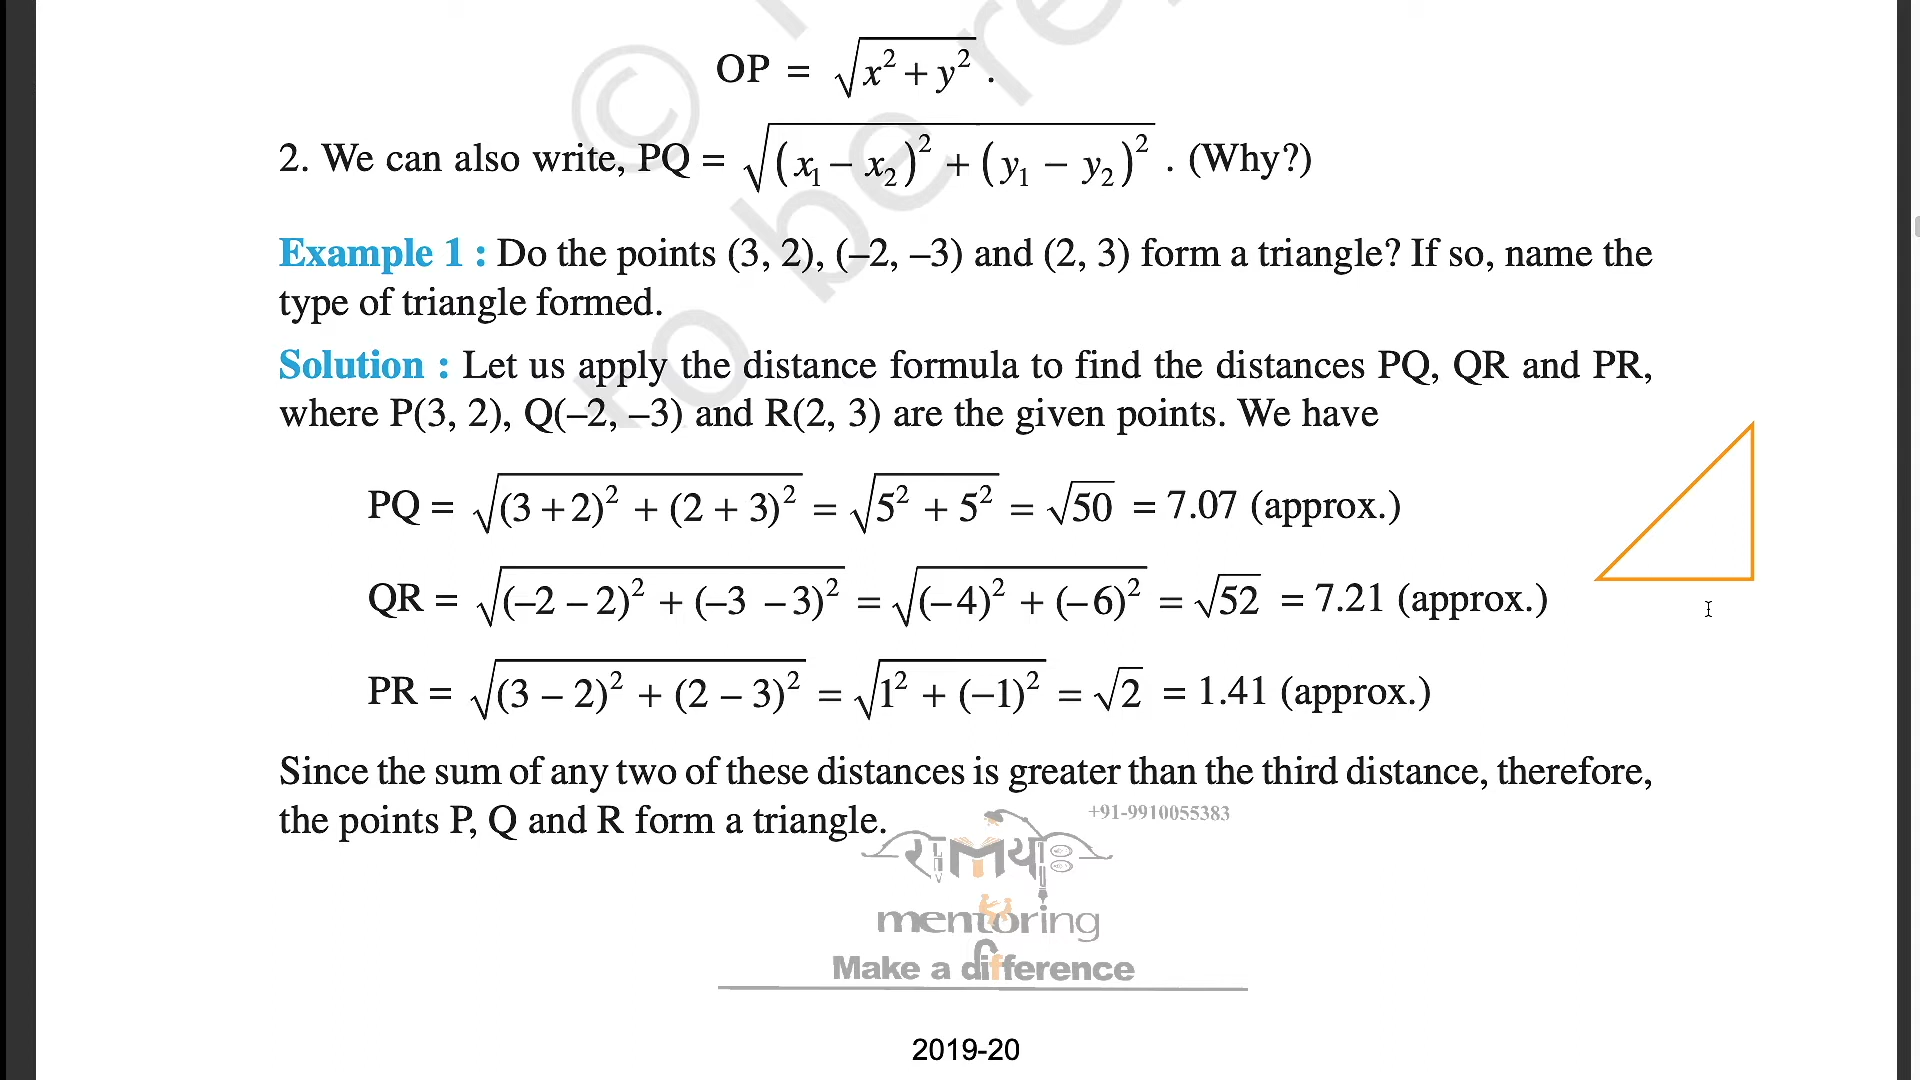 OP = √(x² + y²) .
2. We can also write, PQ = √((x₁ – x₂)² + (y₁ – y₂)²) . (Why?)
Example 1 : Do the points (3, 2), (–2, –3) and (2, 3) form a triangle? If so, name the
type of triangle formed.
Solution : Let us apply the distance formula to find the distances PQ, QR and PR,
where P(3, 2), Q(–2, –3) and R(2, 3) are the given points. We have
PQ = √((3 + 2)² + (2 + 3)²) = √(5² + 5²) = √50 = 7.07 (approx.)
QR = √((–2 – 2)² + (–3 – 3)²) = √((–4)² + (–6)²) = √52 = 7.21 (approx.)
PR = √((3 – 2)² + (2 – 3)²) = √(1² + (–1)²) = √2 = 1.41 (approx.)
Since the sum of any two of these distances is greater than the third distance, therefore,
the points P, Q and R form a triangle.
+91-9910055383
mentoring
Make a difference
2019-20
© 
to be re